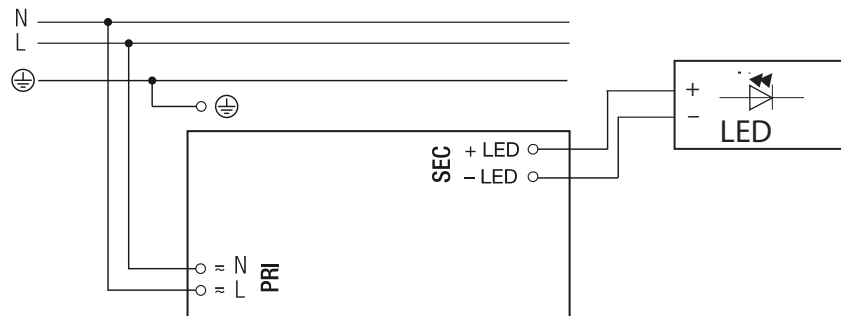 N
L
SEC
+ LED
– LED
+
–
LED
PRI
≂ N
≂ L